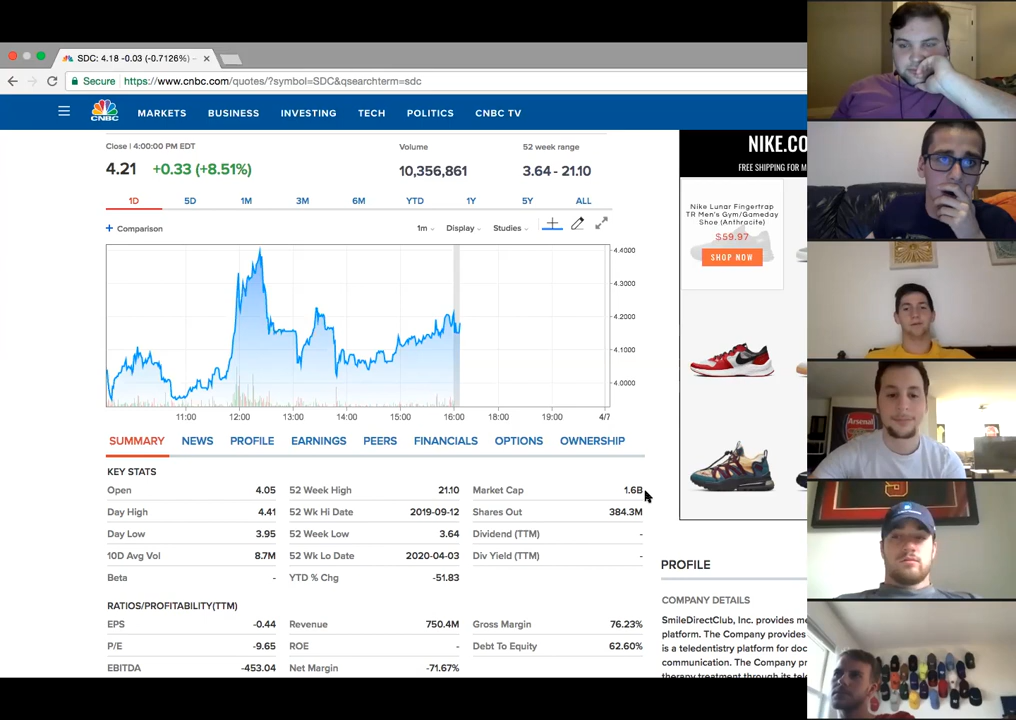 SDC: 4.18 -0.03 (-0.7126%) -
Secure https://www.cnbc.com/quotes/?symbol=SDC&qsearchterm=sdc
CNBC MARKETS BUSINESS INVESTING TECH POLITICS CNBC TV
Close | 4:00:00 PM EDT Volume 52 week range
4.21 +0.33 (+8.51%) 10,356,861 3.64 - 21.10
1D 5D 1M 3M 6M YTD 1Y 5Y ALL
+ Comparison 1m Display Studies
4.4000
4.3000
4.2000
4.1000
4.0000
11:00 12:00 13:00 14:00 15:00 16:00 18:00 19:00 4/7
SUMMARY NEWS PROFILE EARNINGS PEERS FINANCIALS OPTIONS OWNERSHIP
KEY STATS
Open 4.05 52 Week High 21.10 Market Cap 1.6B
Day High 4.41 52 Wk Hi Date 2019-09-12 Shares Out 384.3M
Day Low 3.95 52 Week Low 3.64 Dividend (TTM) -
10D Avg Vol 8.7M 52 Wk Lo Date 2020-04-03 Div Yield (TTM) -
Beta - YTD % Chg -51.83
RATIOS/PROFITABILITY(TTM)
EPS -0.44 Revenue 750.4M Gross Margin 76.23%
P/E -9.65 ROE - Debt To Equity 62.60%
EBITDA -453.04 Net Margin -71.67%
NIKE.CO
FREE SHIPPING FOR M
Nike Lunar Fingertrap
TR Men's Gym/Gameday
Shoe (Anthracite)
$59.97
SHOP NOW
PROFILE
COMPANY DETAILS
SmileDirectClub, Inc. provides me
platform. The Company provides
is a teledentistry platform for doc
communication. The Company p
therapy treatment through its tele
Arsenal